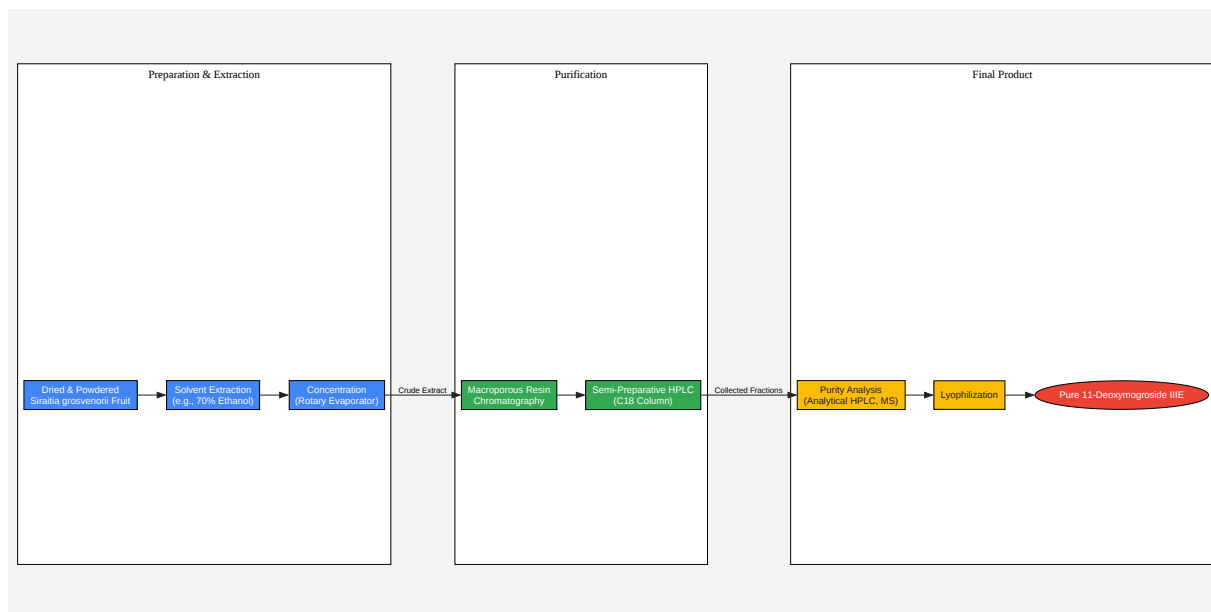 Preparation & Extraction
Dried & Powdered
Siraitia grosvenorii Fruit
Solvent Extraction
(e.g., 70% Ethanol)
Concentration
(Rotary Evaporator)
Crude Extract
Purification
Macroporous Resin
Chromatography
Semi-Preparative HPLC
(C18 Column)
Collected Fractions
Final Product
Purity Analysis
(Analytical HPLC, MS)
Lyophilization
Pure 11-Deoxymogroside IIIE